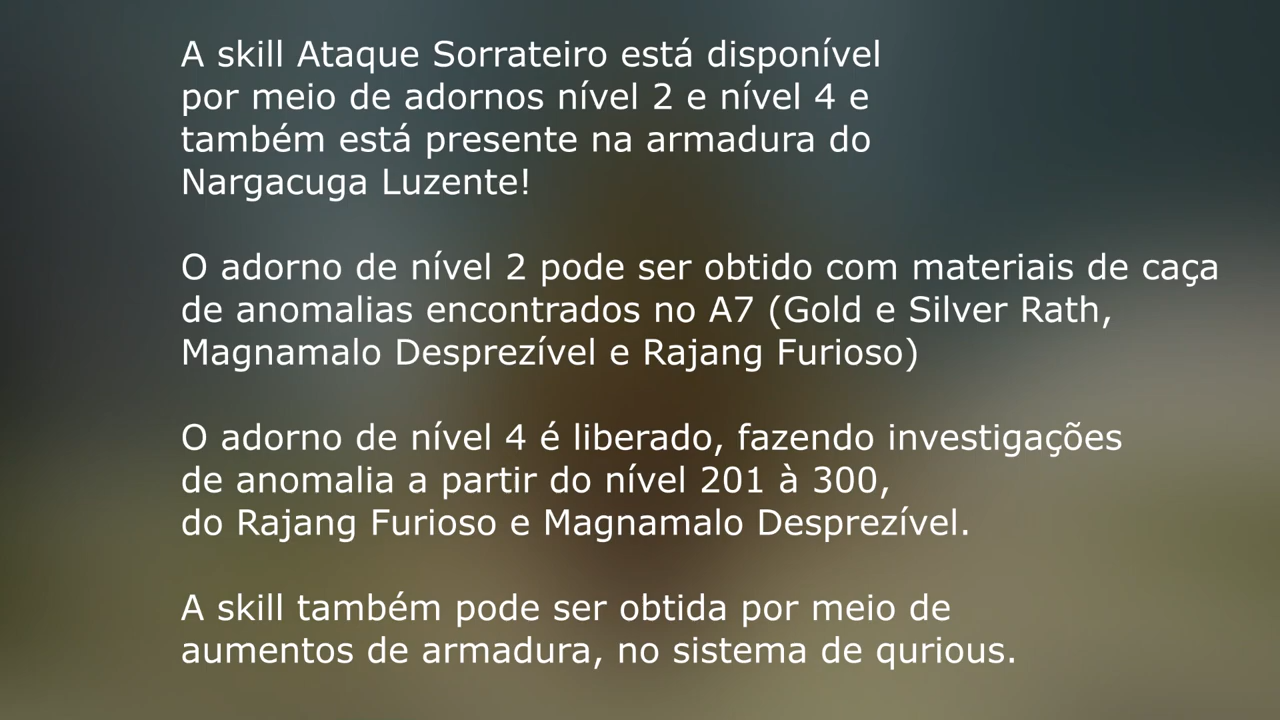 A skill Ataque Sorrateiro está disponível
por meio de adornos nível 2 e nível 4 e
também está presente na armadura do
Nargacuga Luzente!
O adorno de nível 2 pode ser obtido com materiais de caça
de anomalias encontrados no A7 (Gold e Silver Rath,
Magnamalo Desprezível e Rajang Furioso)
O adorno de nível 4 é liberado, fazendo investigações
de anomalia a partir do nível 201 à 300,
do Rajang Furioso e Magnamalo Desprezível.
A skill também pode ser obtida por meio de
aumentos de armadura, no sistema de qurious.